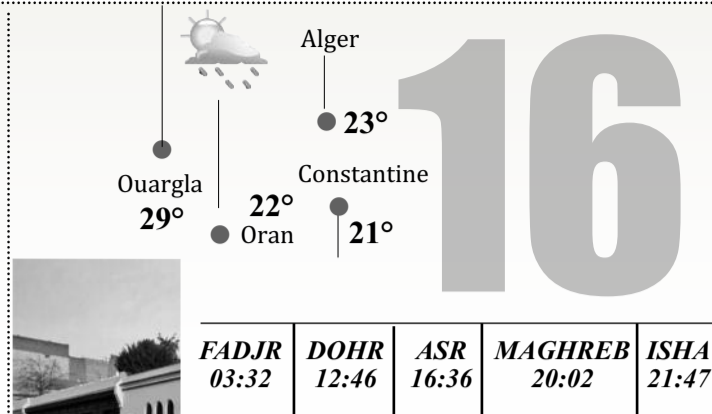 Alger
23°
16
Ouargla
29°
Constantine
21°
22°
Oran
FADJR DOHR ASR MAGHREB ISHA
03:32 12:46 16:36 20:02 21:47